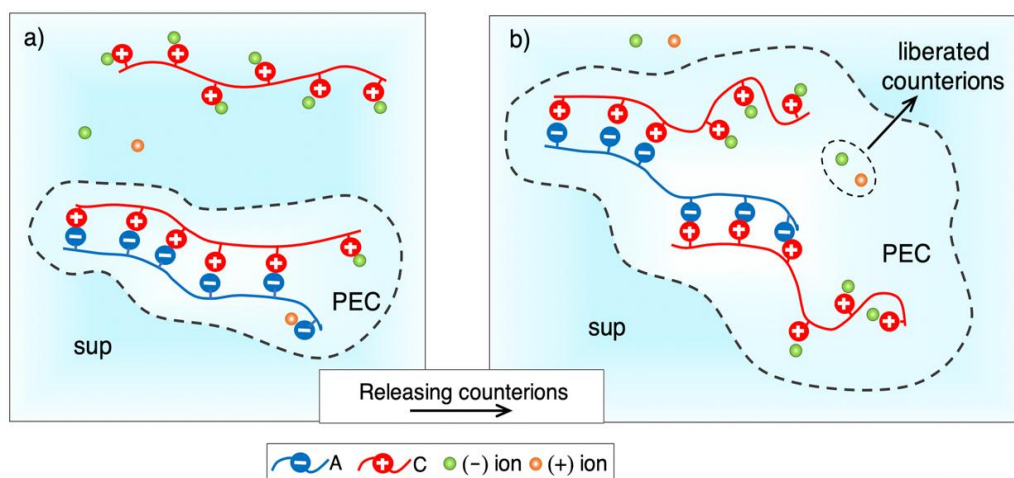 a)
PEC
sup
b)
liberated
counterions
PEC
sup
Releasing counterions
A C (−) ion (+) ion